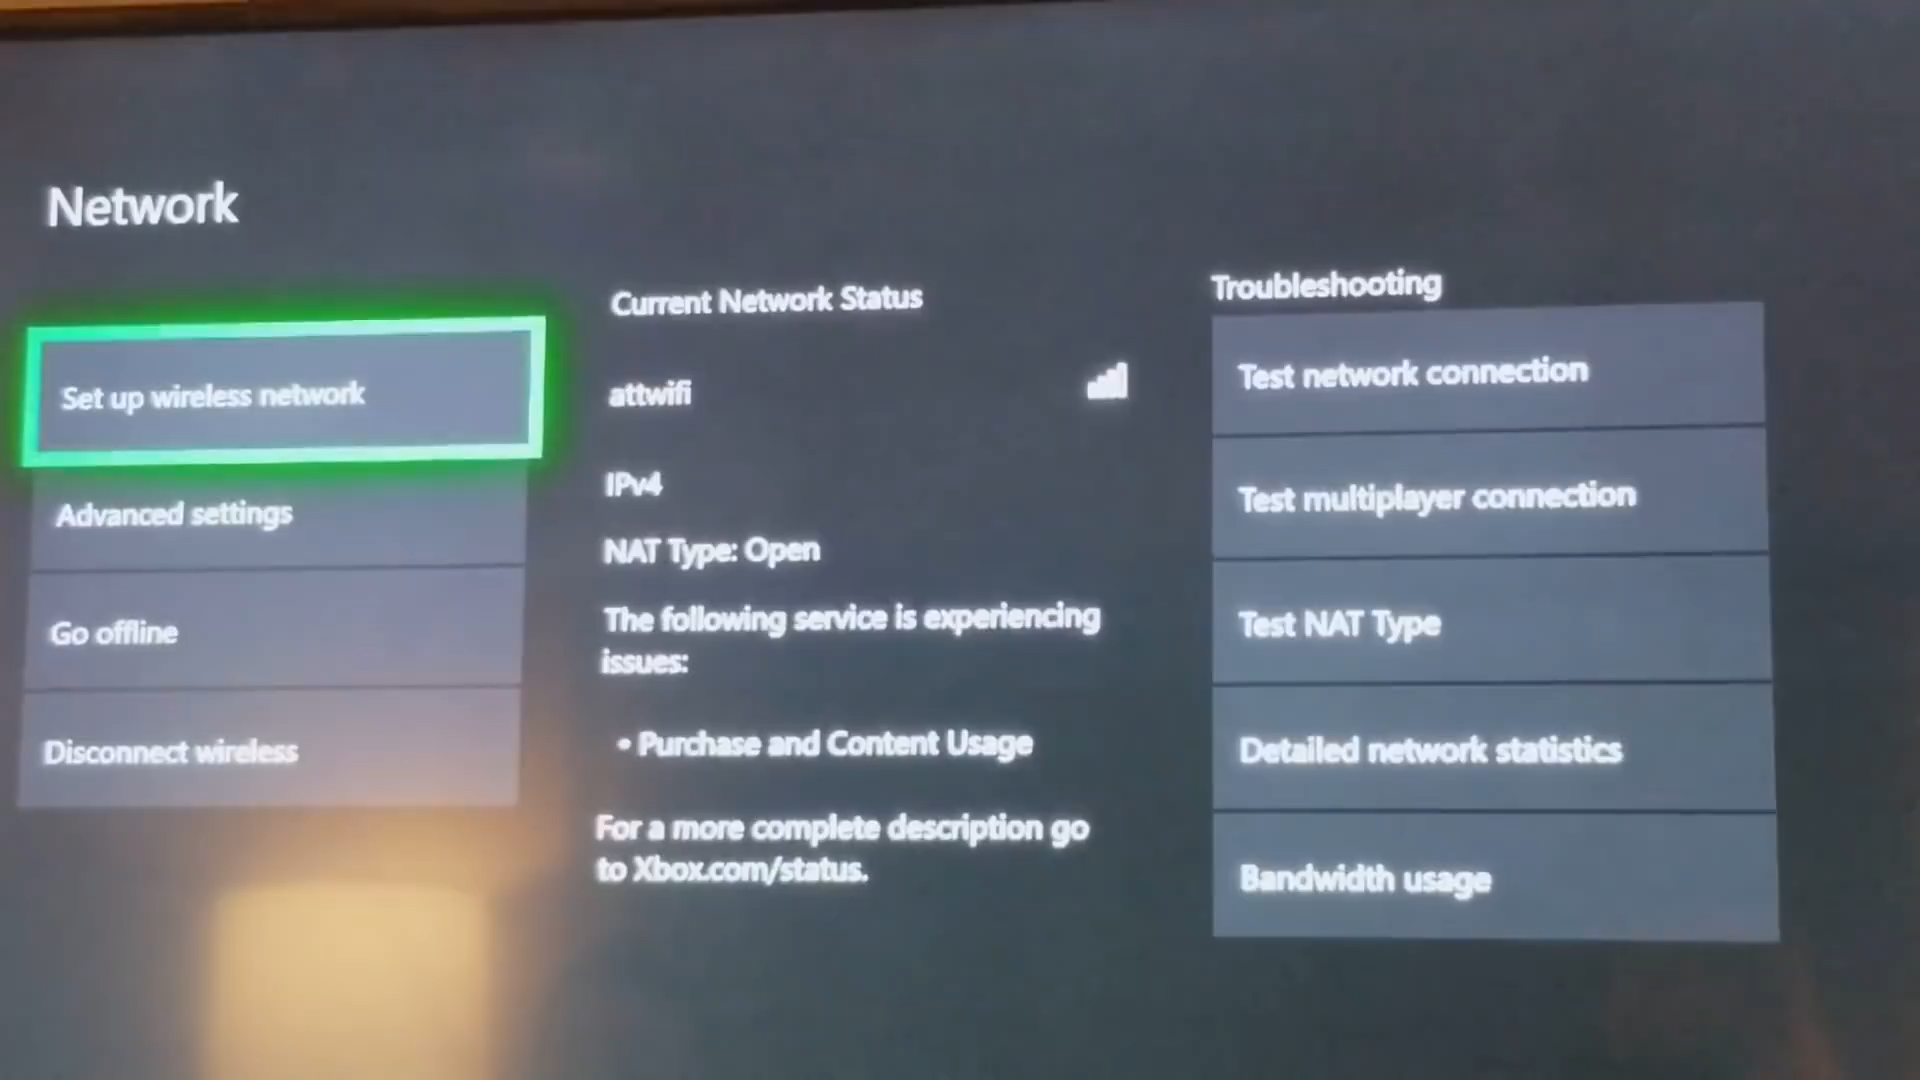 Network
Set up wireless network
Advanced settings
Go offline
Disconnect wireless
Current Network Status
attwifi
IPv4
NAT Type: Open
The following service is experiencing
issues:
• Purchase and Content Usage
For a more complete description go
to Xbox.com/status.
Troubleshooting
Test network connection
Test multiplayer connection
Test NAT Type
Detailed network statistics
Bandwidth usage